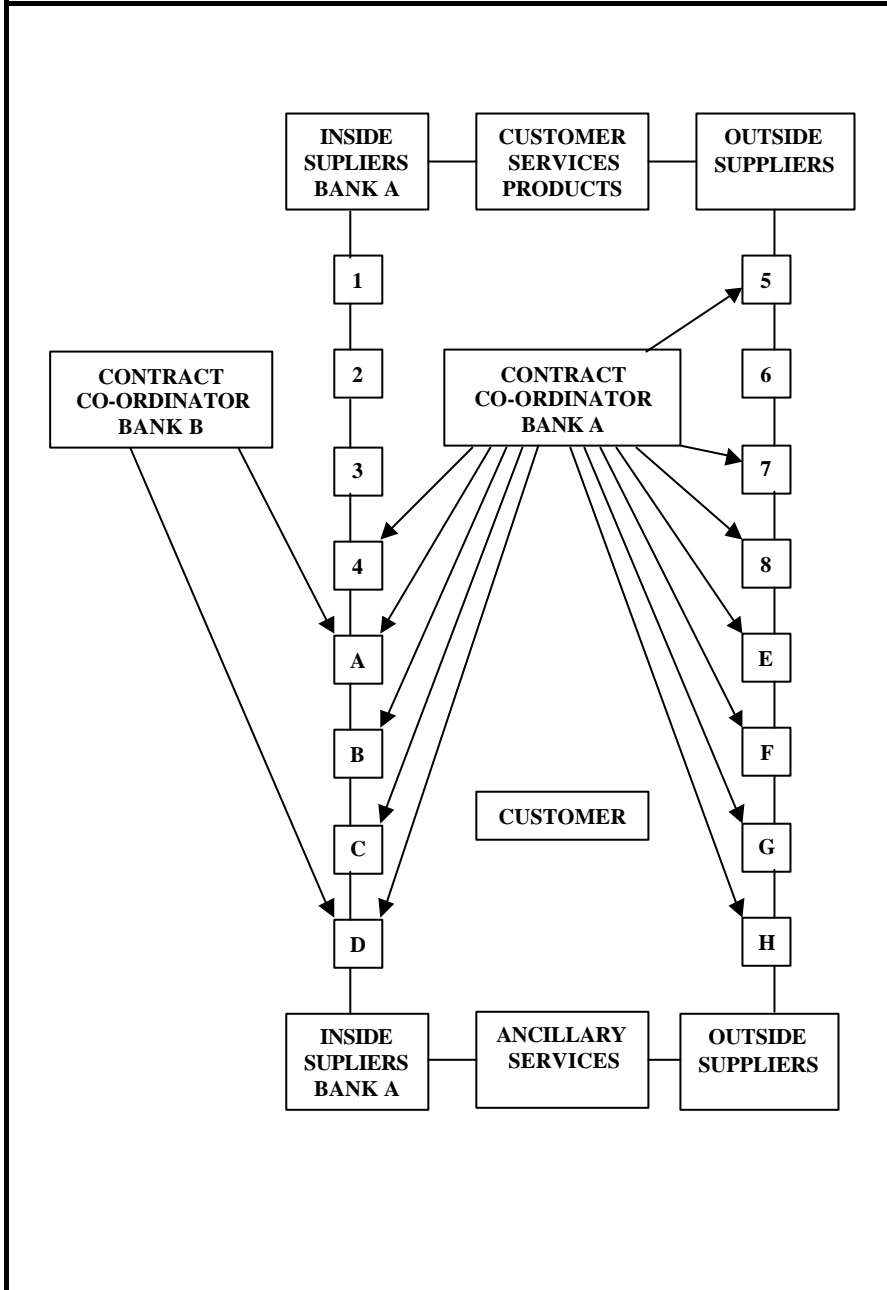 INSIDE
SUPLIERS
BANK A
CUSTOMER
SERVICES
PRODUCTS
OUTSIDE
SUPPLIERS
1
5
CONTRACT
CO-ORDINATOR
BANK B
2
CONTRACT
CO-ORDINATOR
BANK A
6
3
7
4
8
A
E
B
F
CUSTOMER
C
G
D
H
INSIDE
SUPLIERS
BANK A
ANCILLARY
SERVICES
OUTSIDE
SUPPLIERS